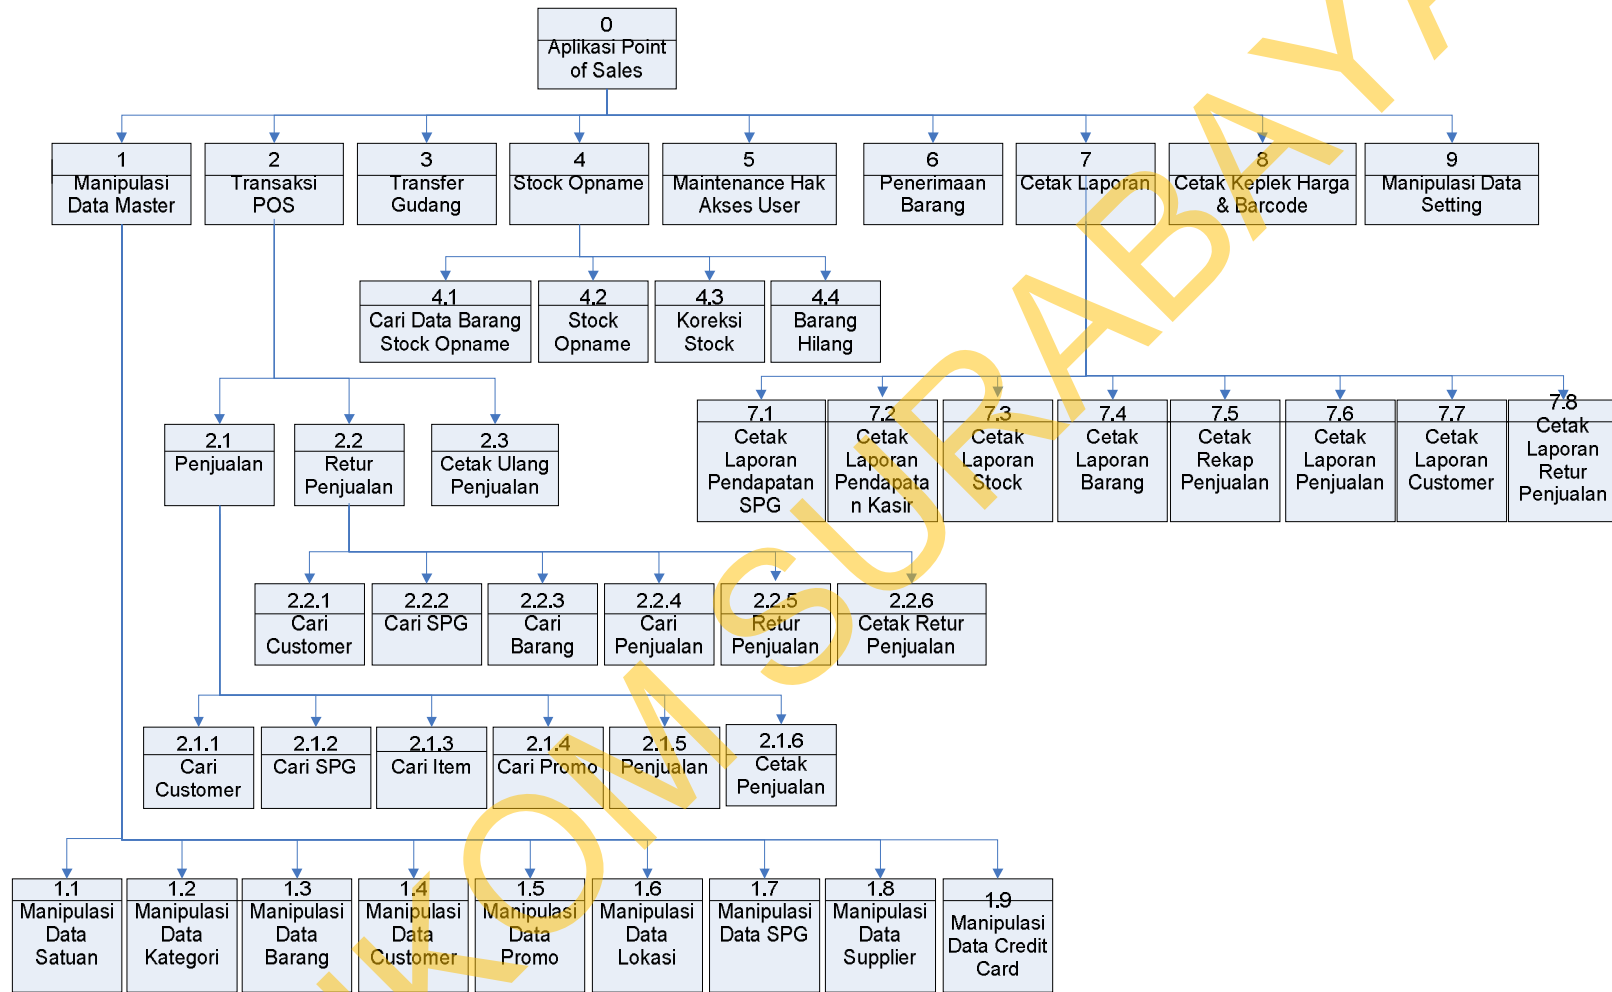 0
Aplikasi Point
of Sales
1
Manipulasi
Data Master
2
Transaksi
POS
3
Transfer
Gudang
4
Stock Opname
5
Maintenance Hak
Akses User
6
Penerimaan
Barang
7
Cetak Laporan
8
Cetak Keplek Harga
& Barcode
9
Manipulasi Data
Setting
4.1
Cari Data Barang
Stock Opname
4.2
Stock
Opname
4.3
Koreksi
Stock
4.4
Barang
Hilang
2.1
Penjualan
2.2
Retur
Penjualan
2.3
Cetak Ulang
Penjualan
7.1
Cetak
Laporan
Pendapatan
SPG
7.2
Cetak
Laporan
Pendapata
n Kasir
7.3
Cetak
Laporan
Stock
7.4
Cetak
Laporan
Barang
7.5
Cetak
Rekap
Penjualan
7.6
Cetak
Laporan
Penjualan
7.7
Cetak
Laporan
Customer
7.8
Cetak
Laporan
Retur
Penjualan
2.2.1
Cari
Customer
2.2.2
Cari SPG
2.2.3
Cari
Barang
2.2.4
Cari
Penjualan
2.2.5
Retur
Penjualan
2.2.6
Cetak Retur
Penjualan
2.1.1
Cari
Customer
2.1.2
Cari SPG
2.1.3
Cari Item
2.1.4
Cari Promo
2.1.5
Penjualan
2.1.6
Cetak
Penjualan
1.1
Manipulasi
Data
Satuan
1.2
Manipulasi
Data
Kategori
1.3
Manipulasi
Data
Barang
1.4
Manipulasi
Data
Customer
1.5
Manipulasi
Data
Promo
1.6
Manipulasi
Data
Lokasi
1.7
Manipulasi
Data SPG
1.8
Manipulasi
Data
Supplier
1.9
Manipulasi
Data Credit
Card
IKOM SURABAYA